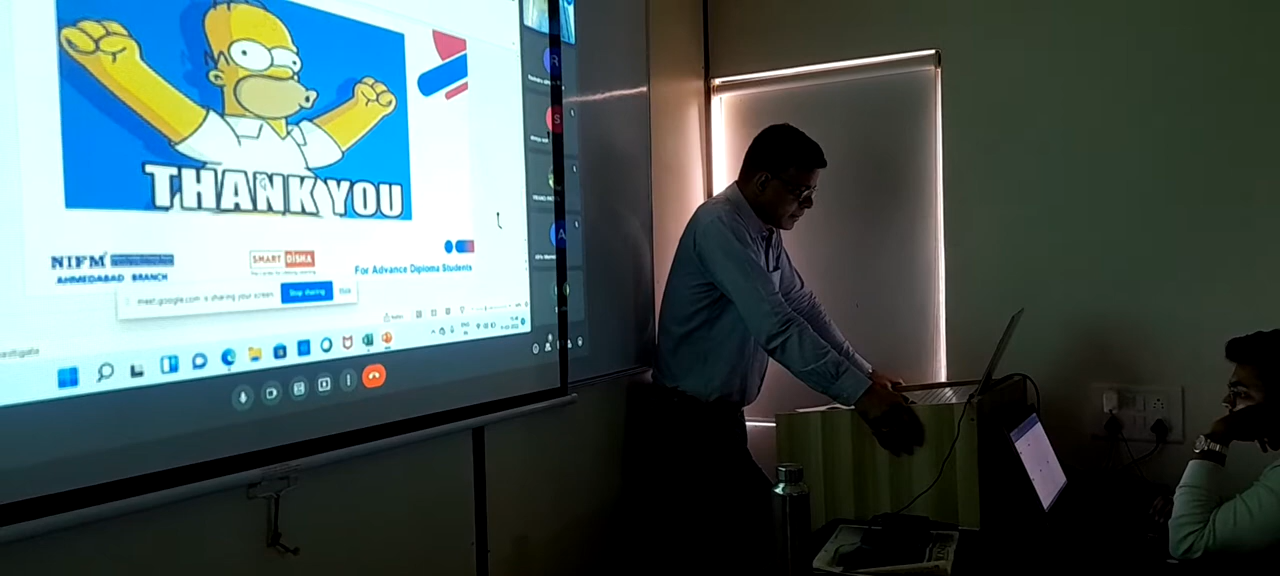 THANK YOU
NIFM
AHMEDABAD BRANCH
SMART DISHA
For Advance Diploma Students
meet.google.com is sharing your screen.
Stop sharing
Hide
R
S
A